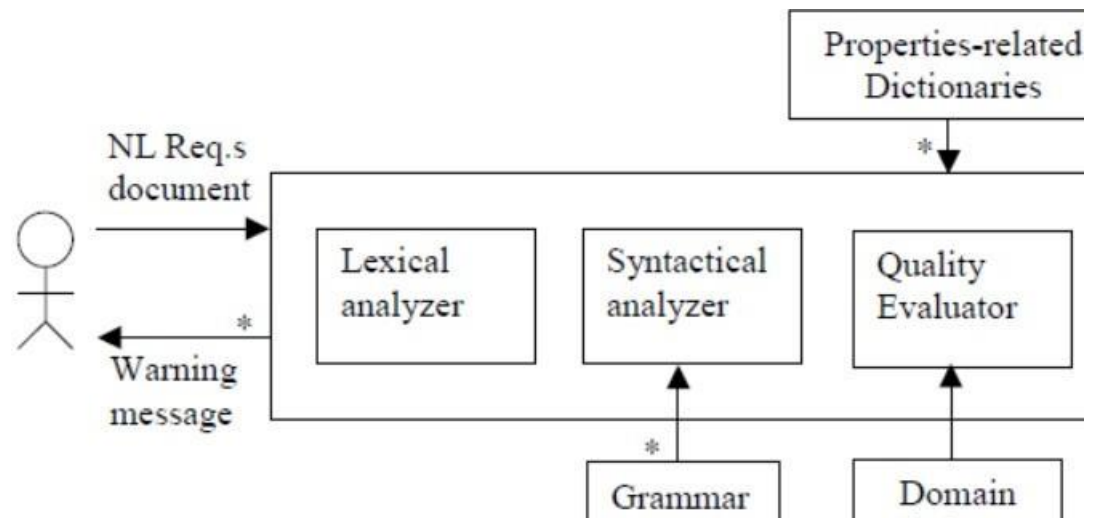 Properties-related
Dictionaries
*
NL Req.s
document
Lexical
analyzer
Syntactical
analyzer
Quality
Evaluator
*
Warning
message
*
Grammar
Domain